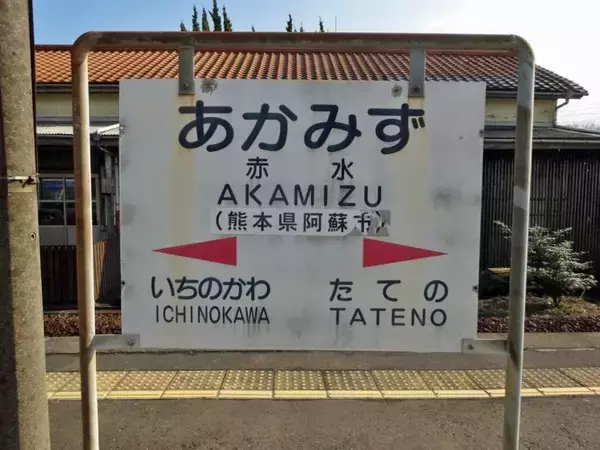 あかみず
赤水
AKAMIZU
(熊本県阿蘇市)
いちのかわ たての
ICHINOKAWA TATENO